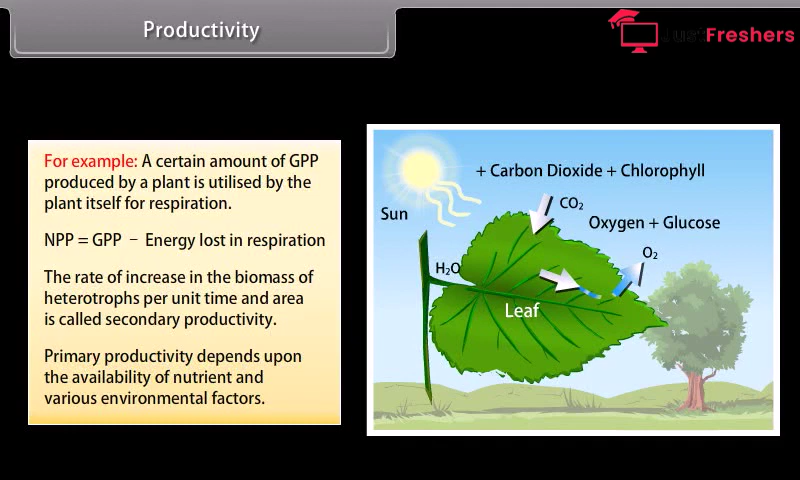 Productivity
JustFreshers
For example: A certain amount of GPP
produced by a plant is utilised by the
plant itself for respiration.
NPP = GPP − Energy lost in respiration
The rate of increase in the biomass of
heterotrophs per unit time and area
is called secondary productivity.
Primary productivity depends upon
the availability of nutrient and
various environmental factors.
+ Carbon Dioxide + Chlorophyll
Sun
CO₂
Oxygen + Glucose
O₂
H₂O
Leaf